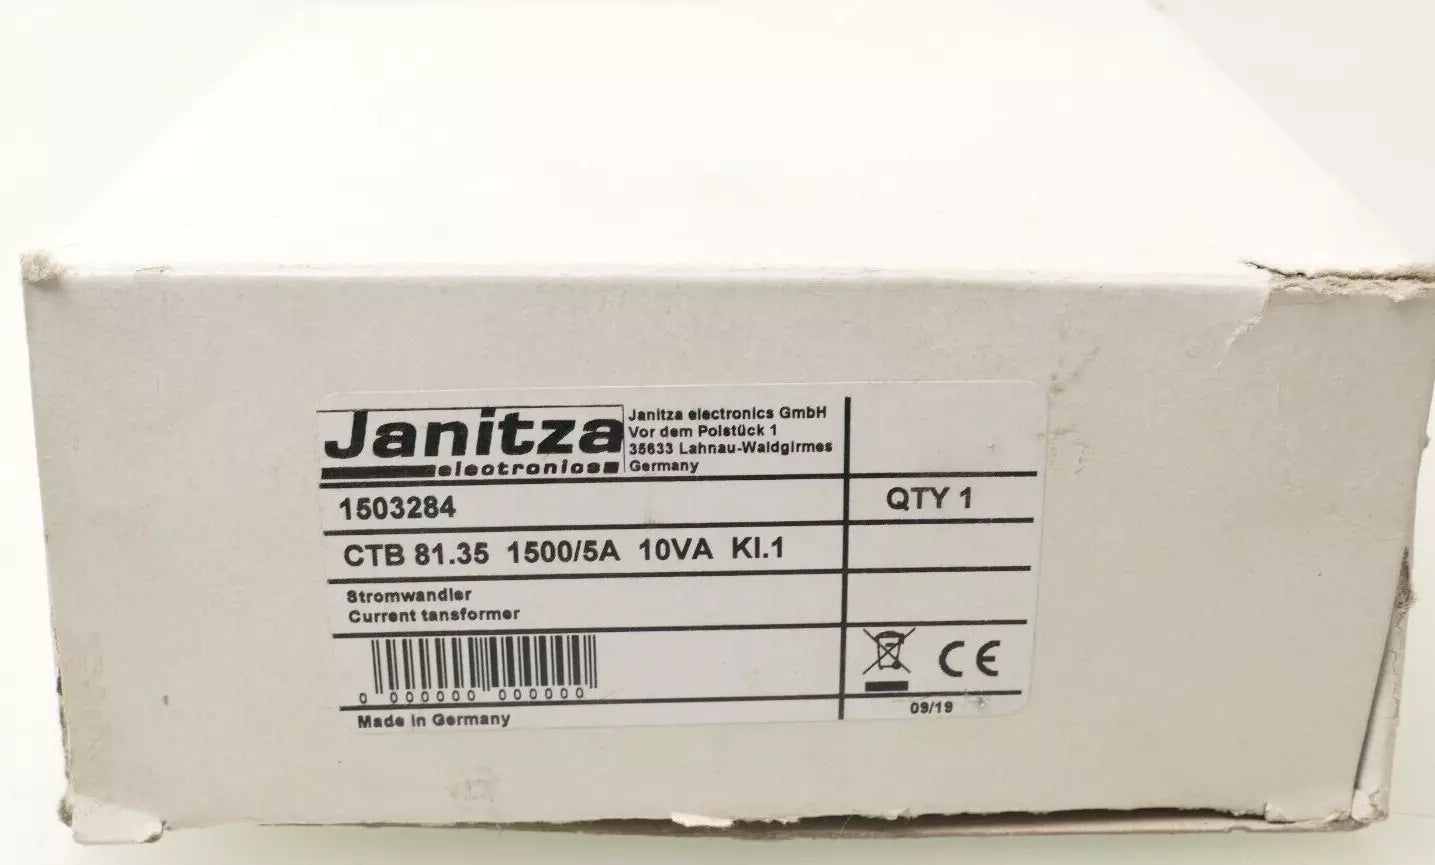 Janitza
electronics
Janitza electronics GmbH
Vor dem Polstück 1
35633 Lahnau-Waldgirmes
Germany
1503284
QTY 1
CTB 81.35 1500/5A 10VA Kl.1
Stromwandler
Current tansformer
0 000000 000000
CE
Made in Germany
09/19